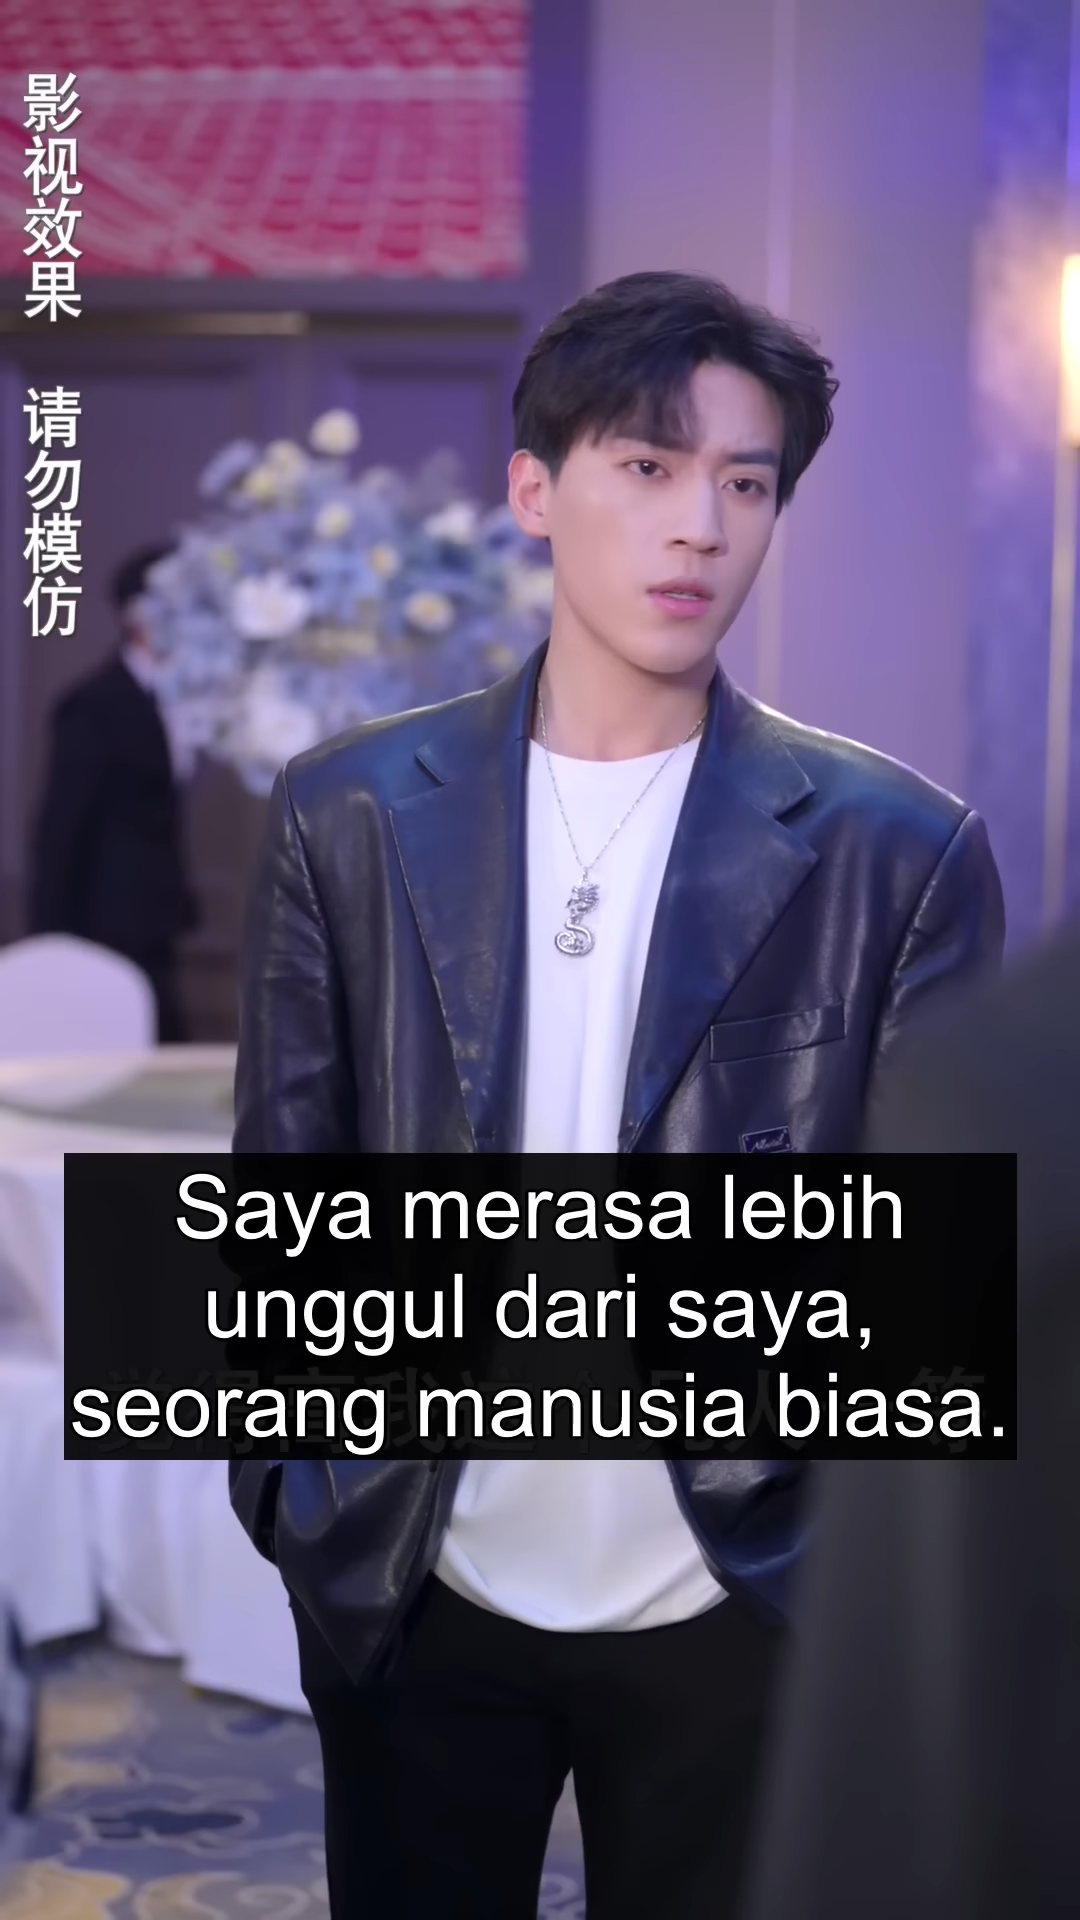 影视效果 请勿模仿
Saya merasa lebih
unggul dari saya,
seorang manusia biasa.